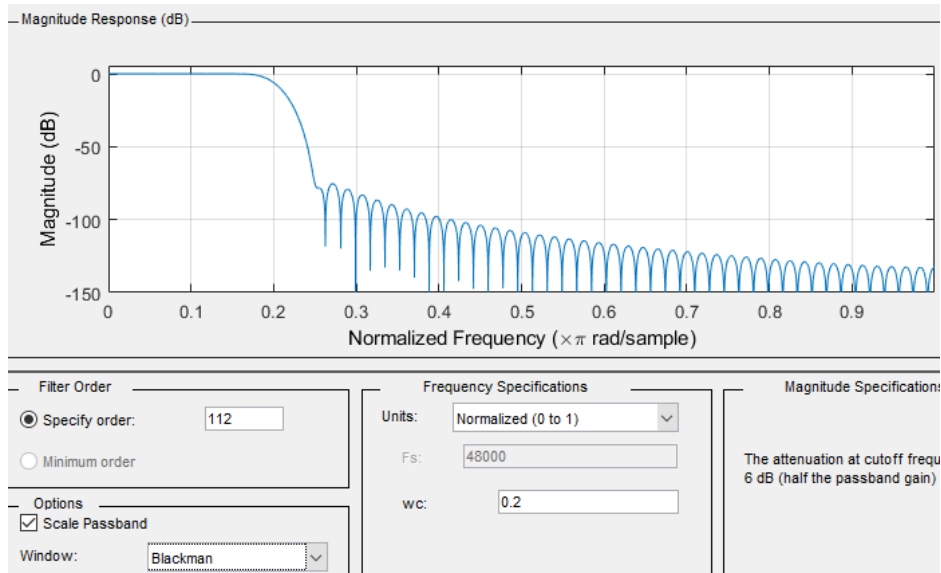 Magnitude Response (dB)
0
-50
-100
-150
Magnitude (dB)
0 0.1 0.2 0.3 0.4 0.5 0.6 0.7 0.8 0.9
Normalized Frequency (×π rad/sample)
Filter Order
Specify order: 112
Minimum order
Options
Scale Passband
Window: Blackman
Frequency Specifications
Units: Normalized (0 to 1)
Fs: 48000
wc: 0.2
Magnitude Specifications
The attenuation at cutoff frequ
6 dB (half the passband gain)